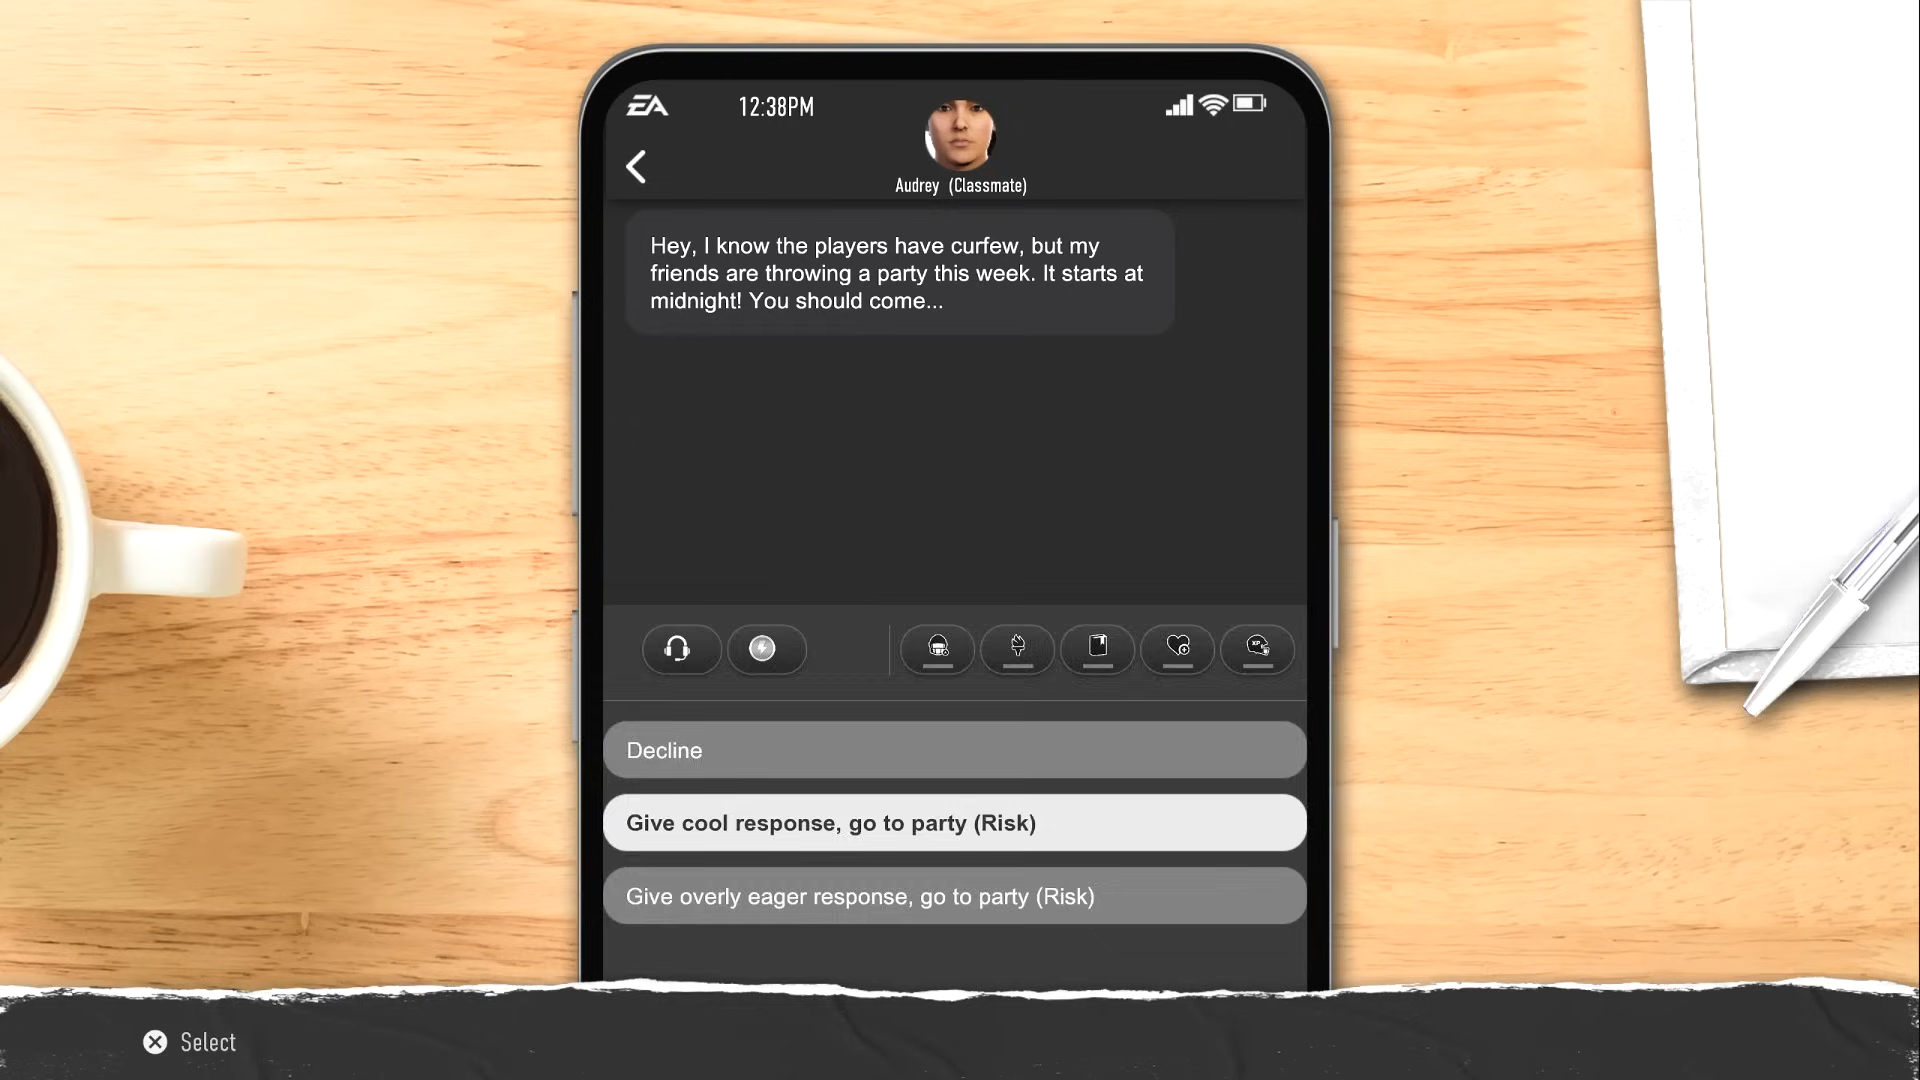 EA
12:38PM
Audrey (Classmate)
Hey, I know the players have curfew, but my
friends are throwing a party this week. It starts at
midnight! You should come...
XP
Decline
Give cool response, go to party (Risk)
Give overly eager response, go to party (Risk)
Select